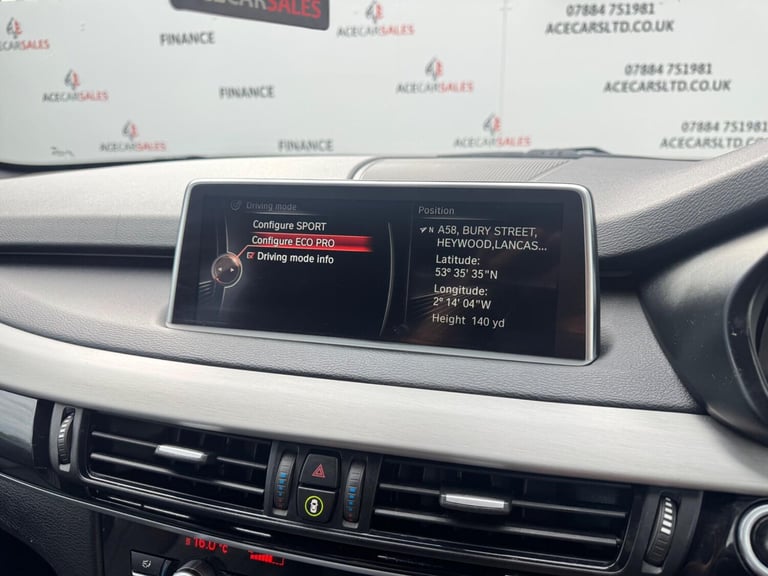 ACECARSALES
ACECARSALES
07884 751981
ACECARSLTD.CO.UK
ACECARSALES
FINANCE
07884 751981
ACECARSLTD.CO.UK
ACECARSALES
ACECARSALES
FINANCE
07884 751981
ACECARSLTD.CO.UK
ACECARSALES
ACECARSALES
FINANCE
Driving mode
Configure SPORT
Configure ECO PRO
Driving mode info
Position
N A58, BURY STREET,
HEYWOOD,LANCAS...
Latitude:
53° 35' 35"N
Longitude:
2° 14' 04"W
Height 140 yd
16.0 °C